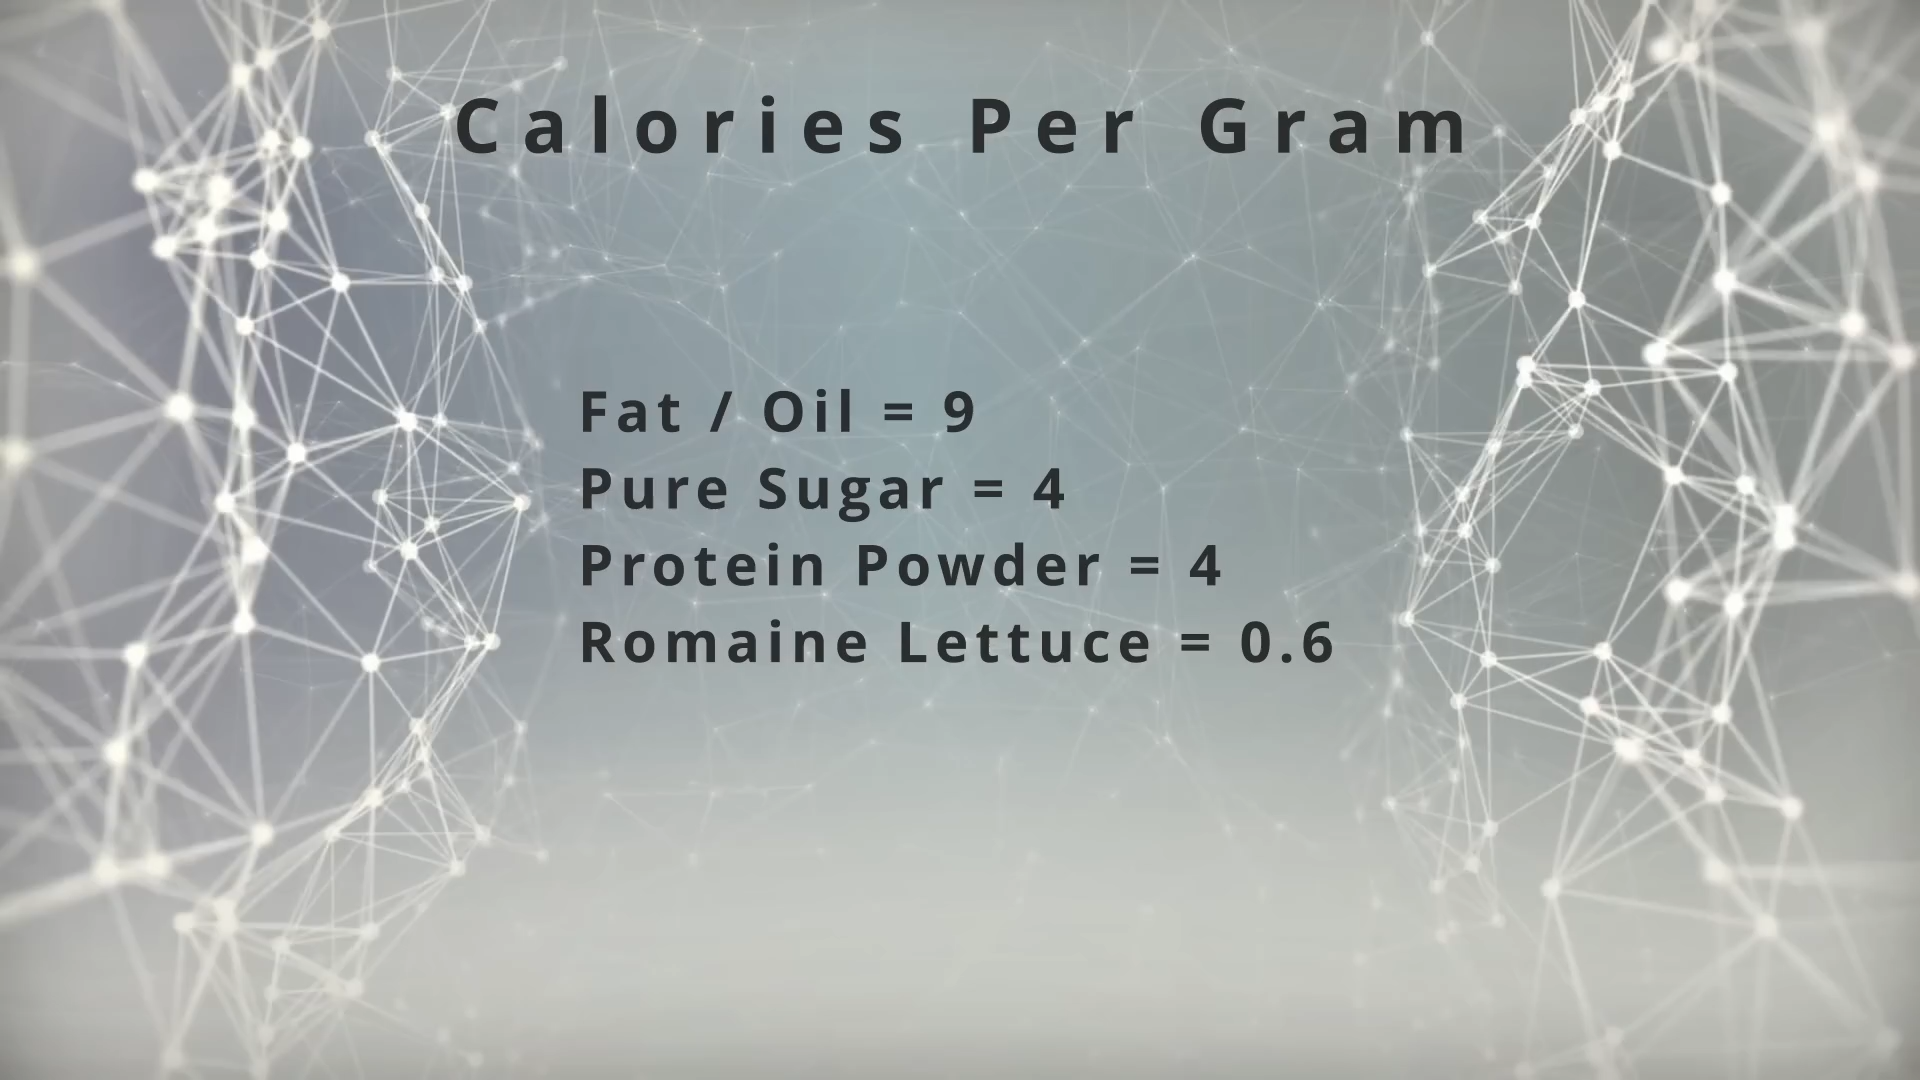 Calories Per Gram
Fat / Oil = 9
Pure Sugar = 4
Protein Powder = 4
Romaine Lettuce = 0.6